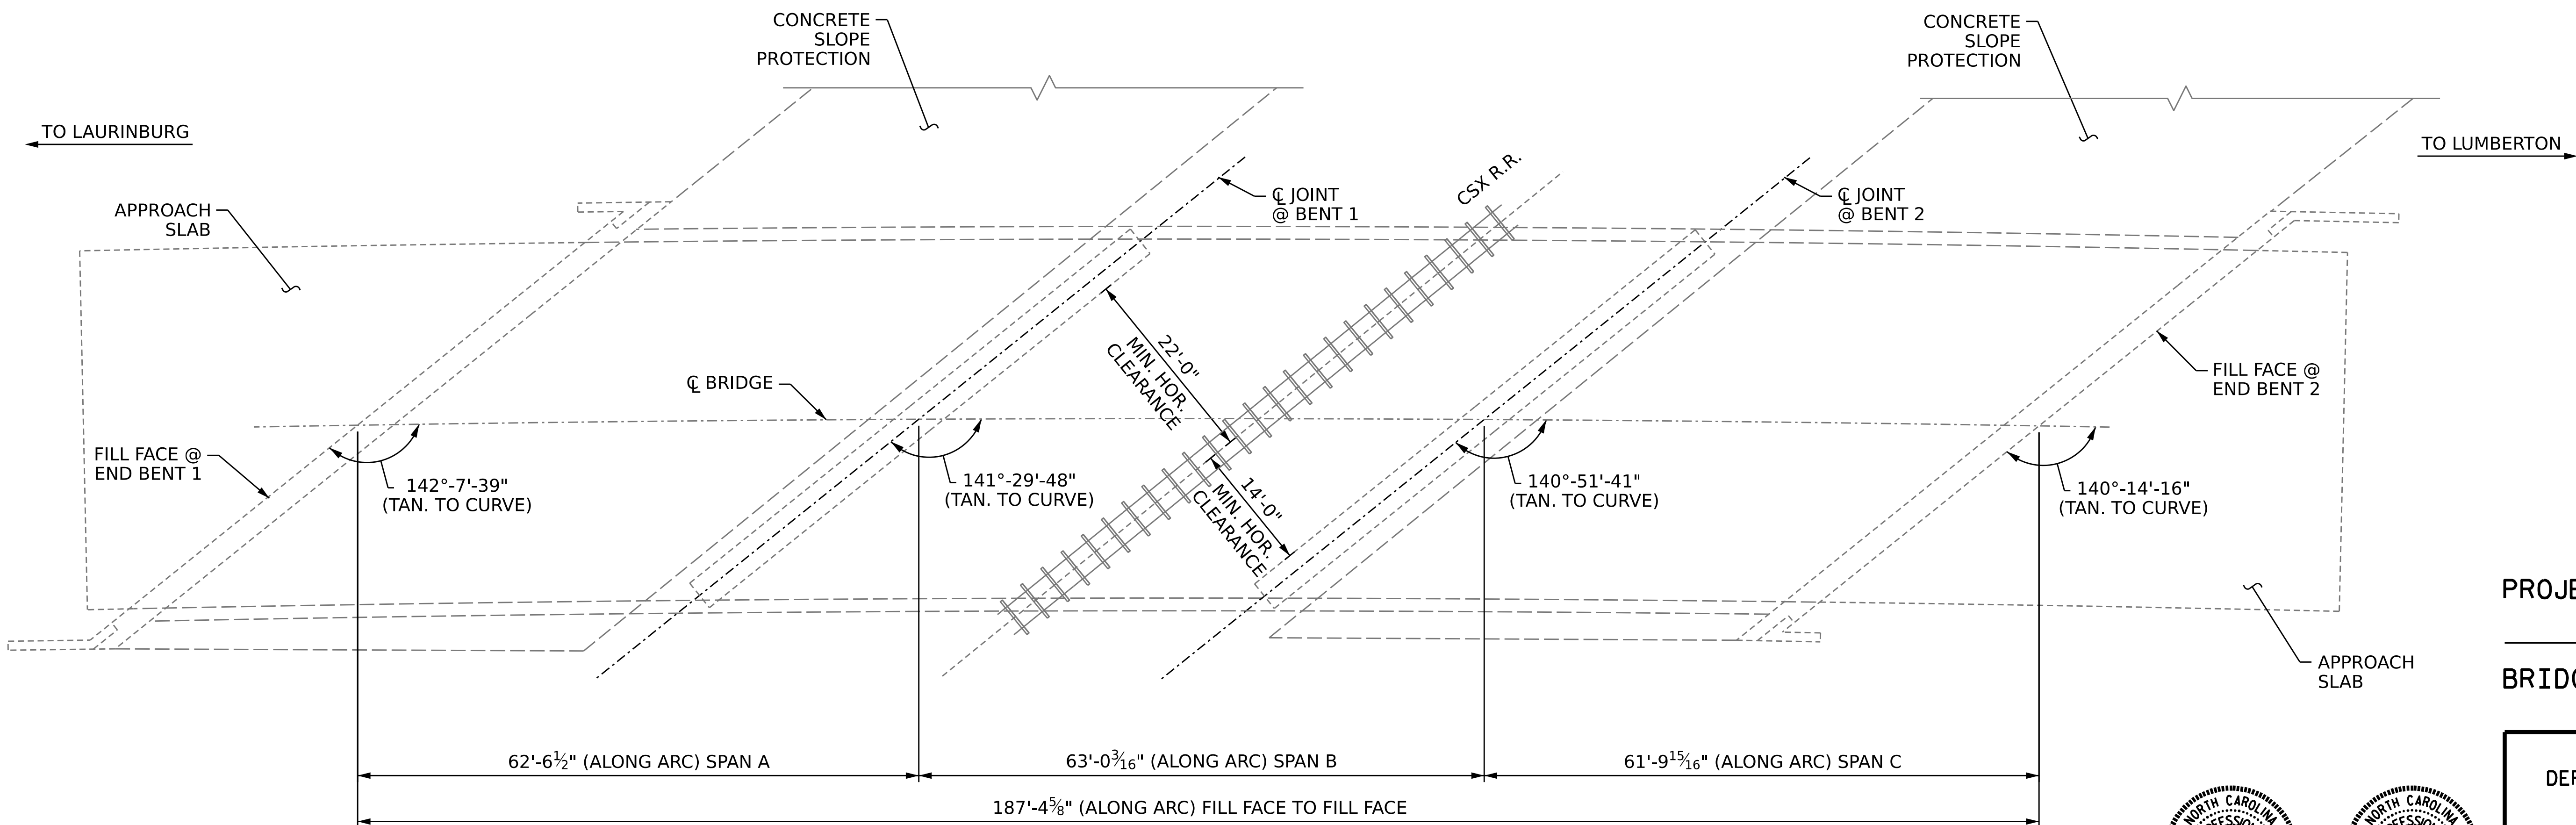 CONCRETE
SLOPE
PROTECTION
CONCRETE
SLOPE
PROTECTION
TO LAURINBURG
TO LUMBERTON
APPROACH
SLAB
℄ JOINT
@ BENT 1
CSX R.R.
℄ JOINT
@ BENT 2
22'-0"
MIN. HOR.
CLEARANCE
℄ BRIDGE
FILL FACE @
END BENT 2
FILL FACE @
END BENT 1
142°-7'-39"
(TAN. TO CURVE)
141°-29'-48"
(TAN. TO CURVE)
14'-0"
MIN. HOR.
CLEARANCE
140°-51'-41"
(TAN. TO CURVE)
140°-14'-16"
(TAN. TO CURVE)
APPROACH
SLAB
62'-6½" (ALONG ARC) SPAN A
63'-0 3/16" (ALONG ARC) SPAN B
61'-9 15/16" (ALONG ARC) SPAN C
187'-4⅝" (ALONG ARC) FILL FACE TO FILL FACE
NORTH CAROLINA
NORTH CAROLINA